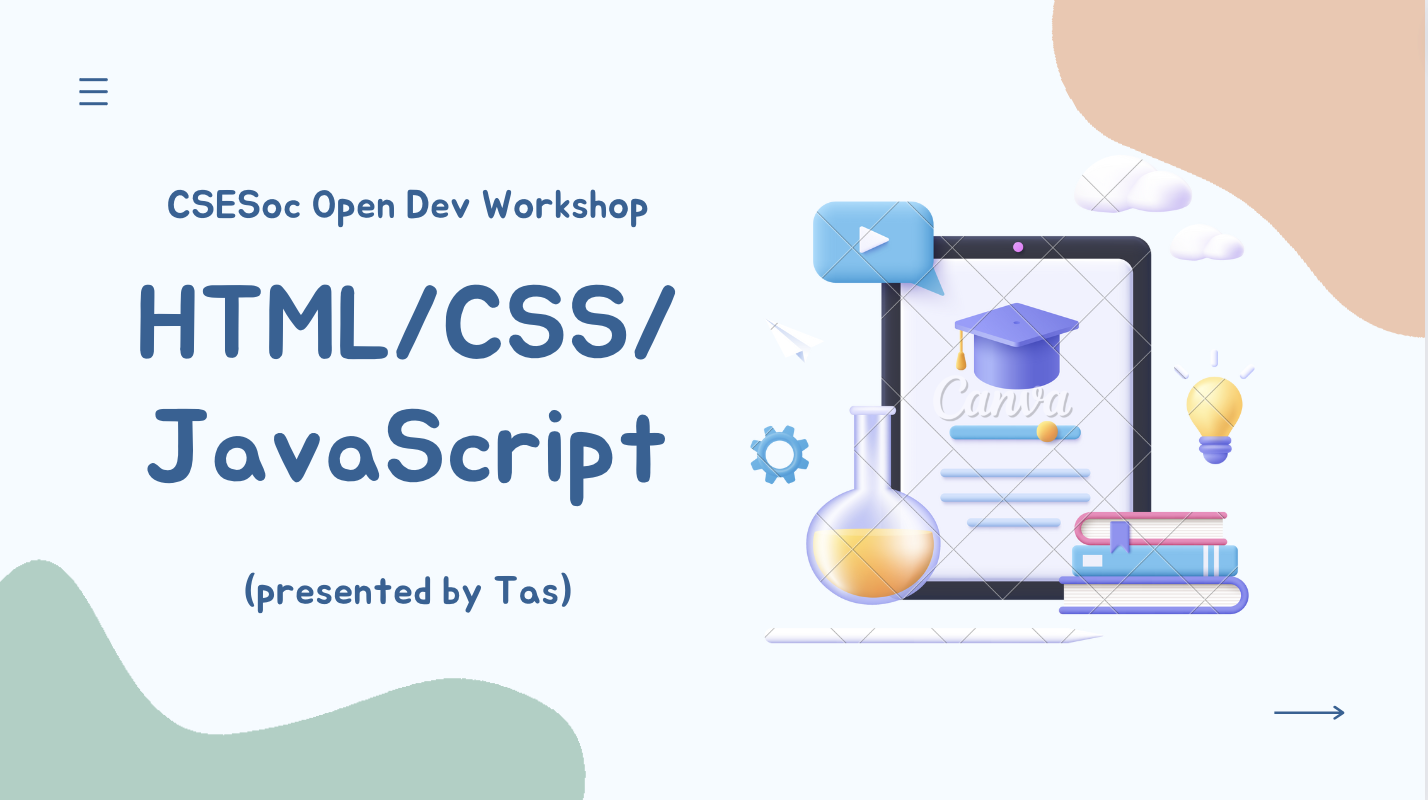 CSESoc Open Dev Workshop
HTML/CSS/
JavaScript
(presented by Tas)
Canva